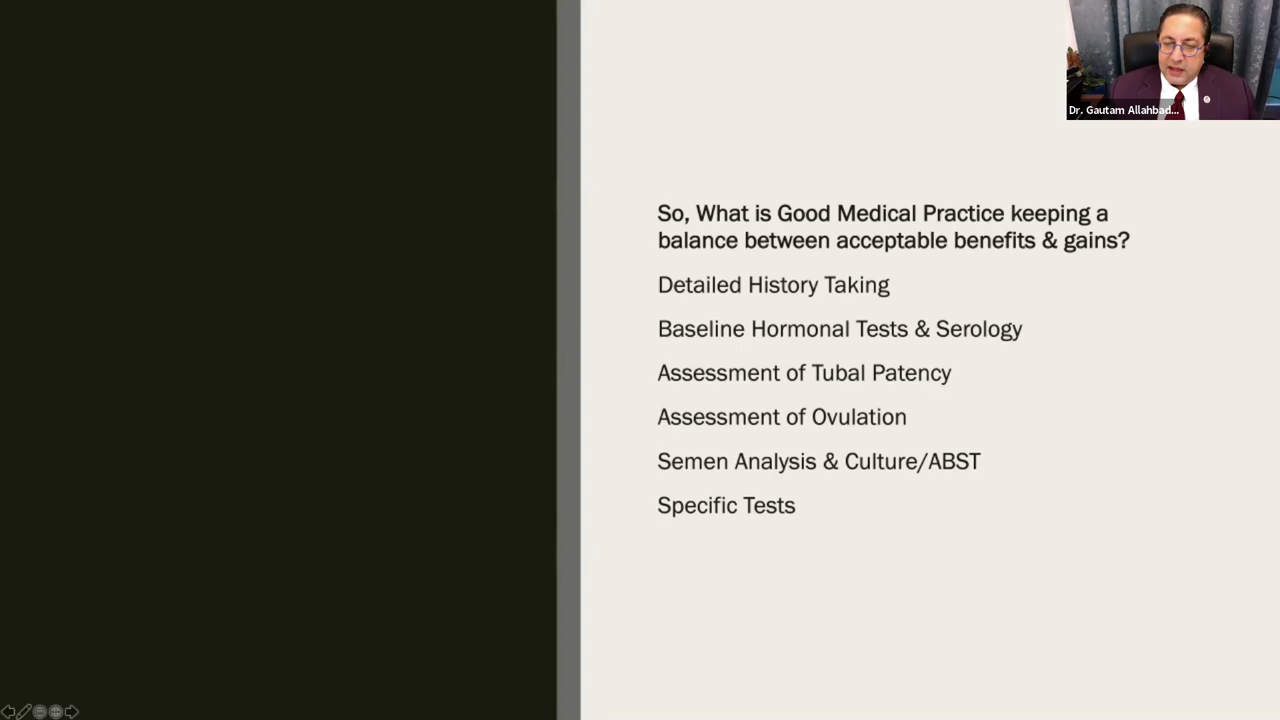 Dr. Gautam Allahbad...
So, What is Good Medical Practice keeping a
balance between acceptable benefits & gains?
Detailed History Taking
Baseline Hormonal Tests & Serology
Assessment of Tubal Patency
Assessment of Ovulation
Semen Analysis & Culture/ABST
Specific Tests